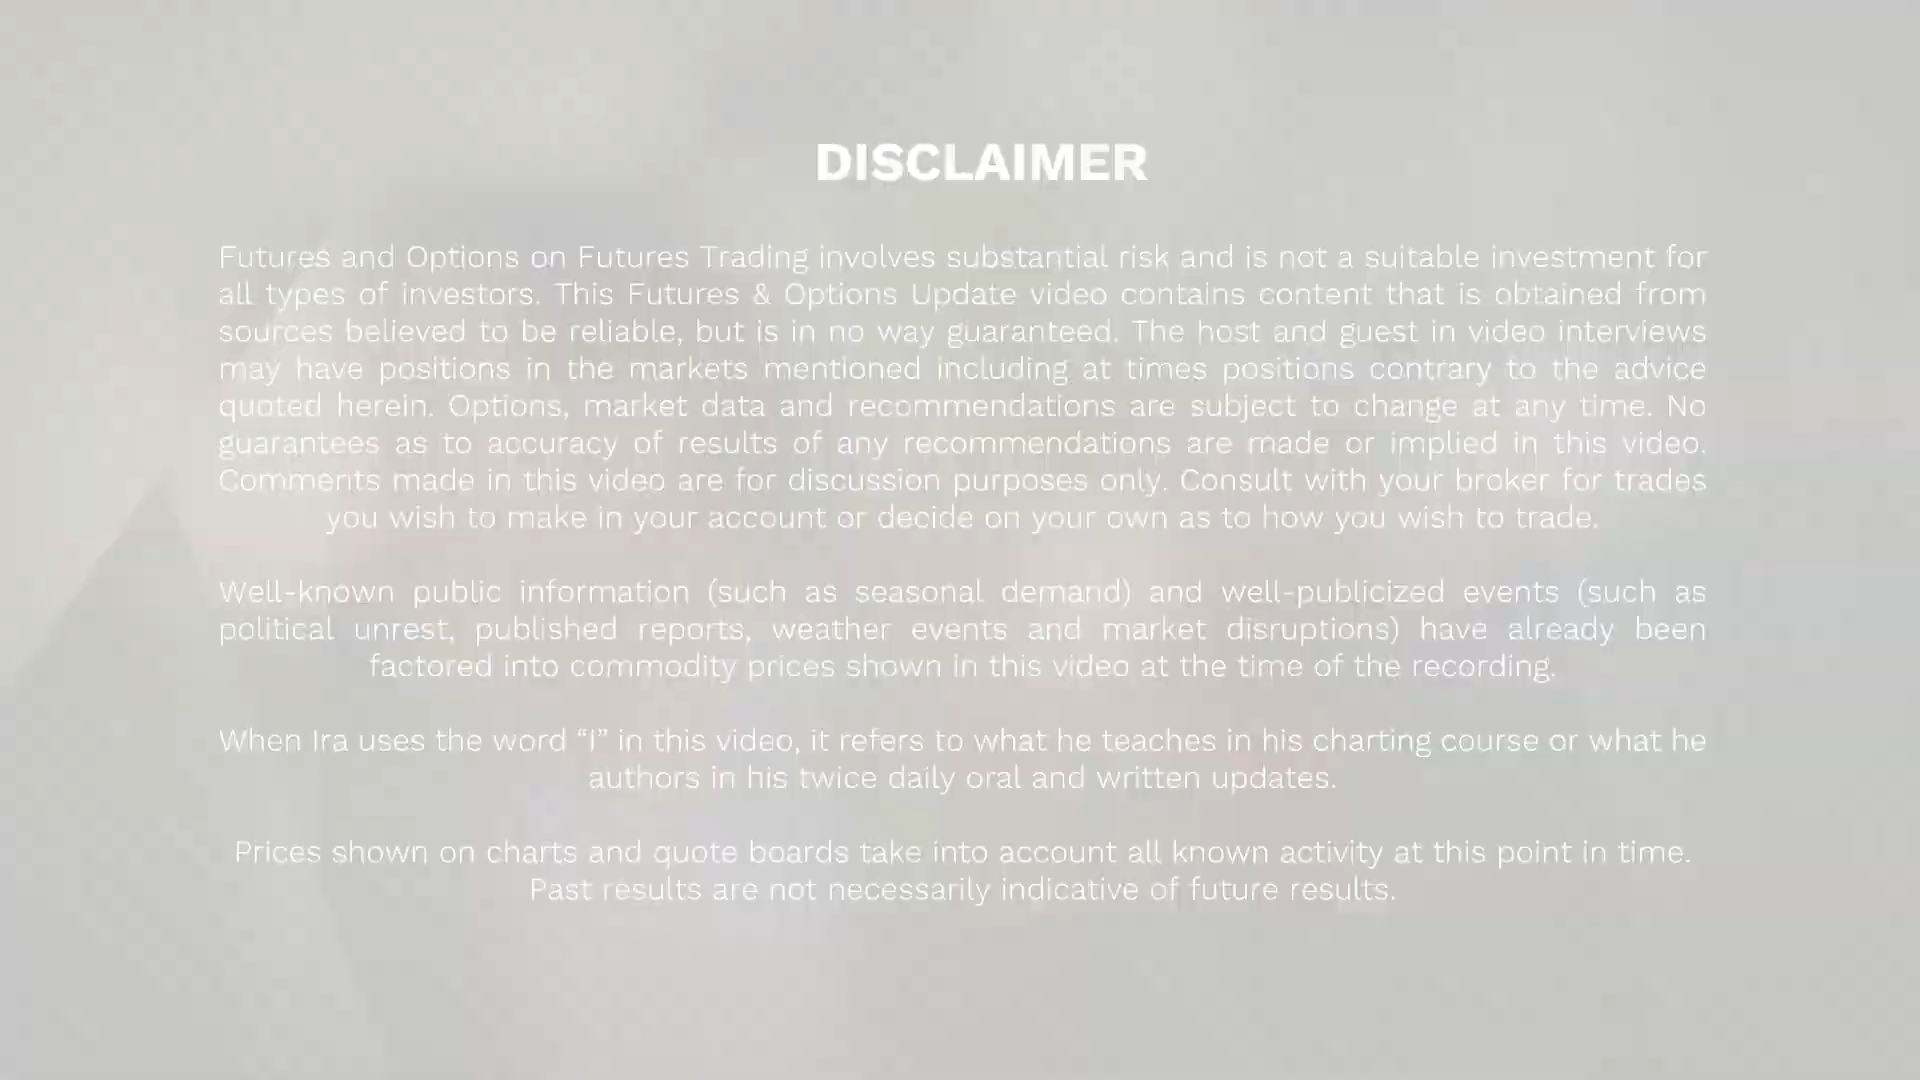 DISCLAIMER
Futures and Options on Futures Trading involves substantial risk and is not a suitable investment for
all types of investors. This Futures & Options Update video contains content that is obtained from
sources believed to be reliable, but is in no way guaranteed. The host and guest in video interviews
may have positions in the markets mentioned including at times positions contrary to the advice
quoted herein. Options, market data and recommendations are subject to change at any time. No
guarantees as to accuracy of results of any recommendations are made or implied in this video.
Comments made in this video are for discussion purposes only. Consult with your broker for trades
you wish to make in your account or decide on your own as to how you wish to trade.
Well-known public information (such as seasonal demand) and well-publicized events (such as
political unrest, published reports, weather events and market disruptions) have already been
factored into commodity prices shown in this video at the time of the recording.
When Ira uses the word “I” in this video, it refers to what he teaches in his charting course or what he
authors in his twice daily oral and written updates.
Prices shown on charts and quote boards take into account all known activity at this point in time.
Past results are not necessarily indicative of future results.